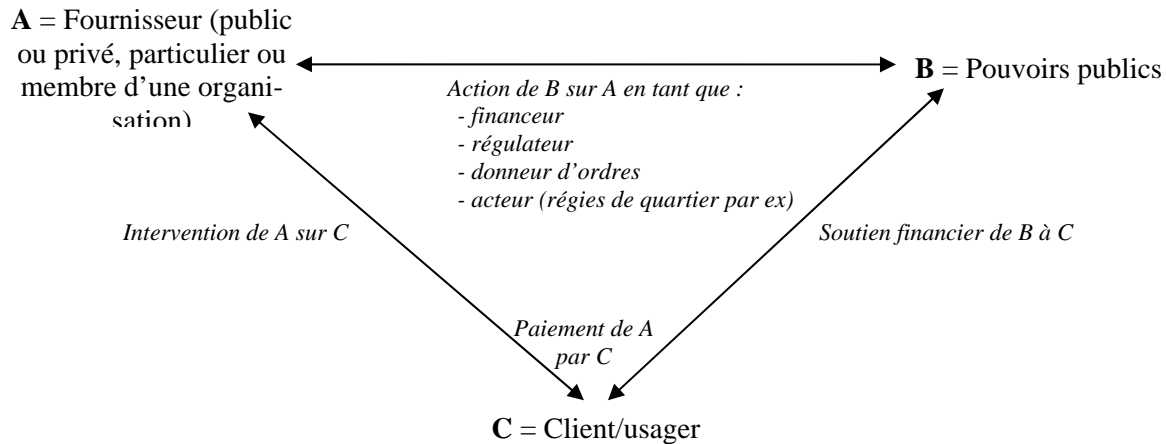 A = Fournisseur (public
ou privé, particulier ou
membre d'une organi-
sation)
B = Pouvoirs publics
Action de B sur A en tant que :
- financeur
- régulateur
- donneur d'ordres
- acteur (régies de quartier par ex)
Intervention de A sur C
Soutien financier de B à C
Paiement de A
par C
C = Client/usager